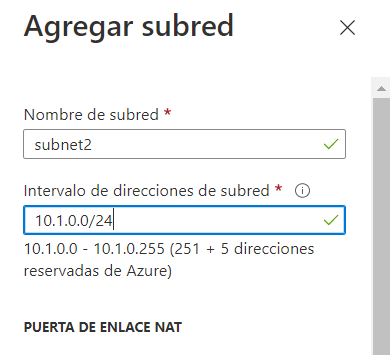 Agregar subred
Nombre de subred *
subnet2
Intervalo de direcciones de subred *
10.1.0.0/24
10.1.0.0 - 10.1.0.255 (251 + 5 direcciones
reservadas de Azure)
PUERTA DE ENLACE NAT